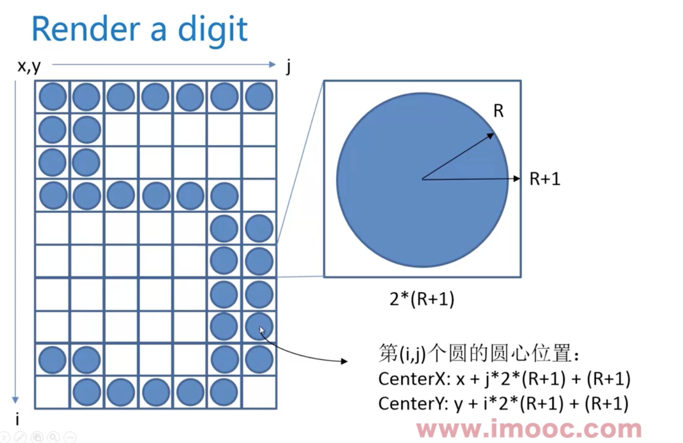 Render a digit
x,y
j
R
R+1
2*(R+1)
第(i,j)个圆的圆心位置：
CenterX: x + j*2*(R+1) + (R+1)
CenterY: y + i*2*(R+1) + (R+1)
i
www.imooc.com